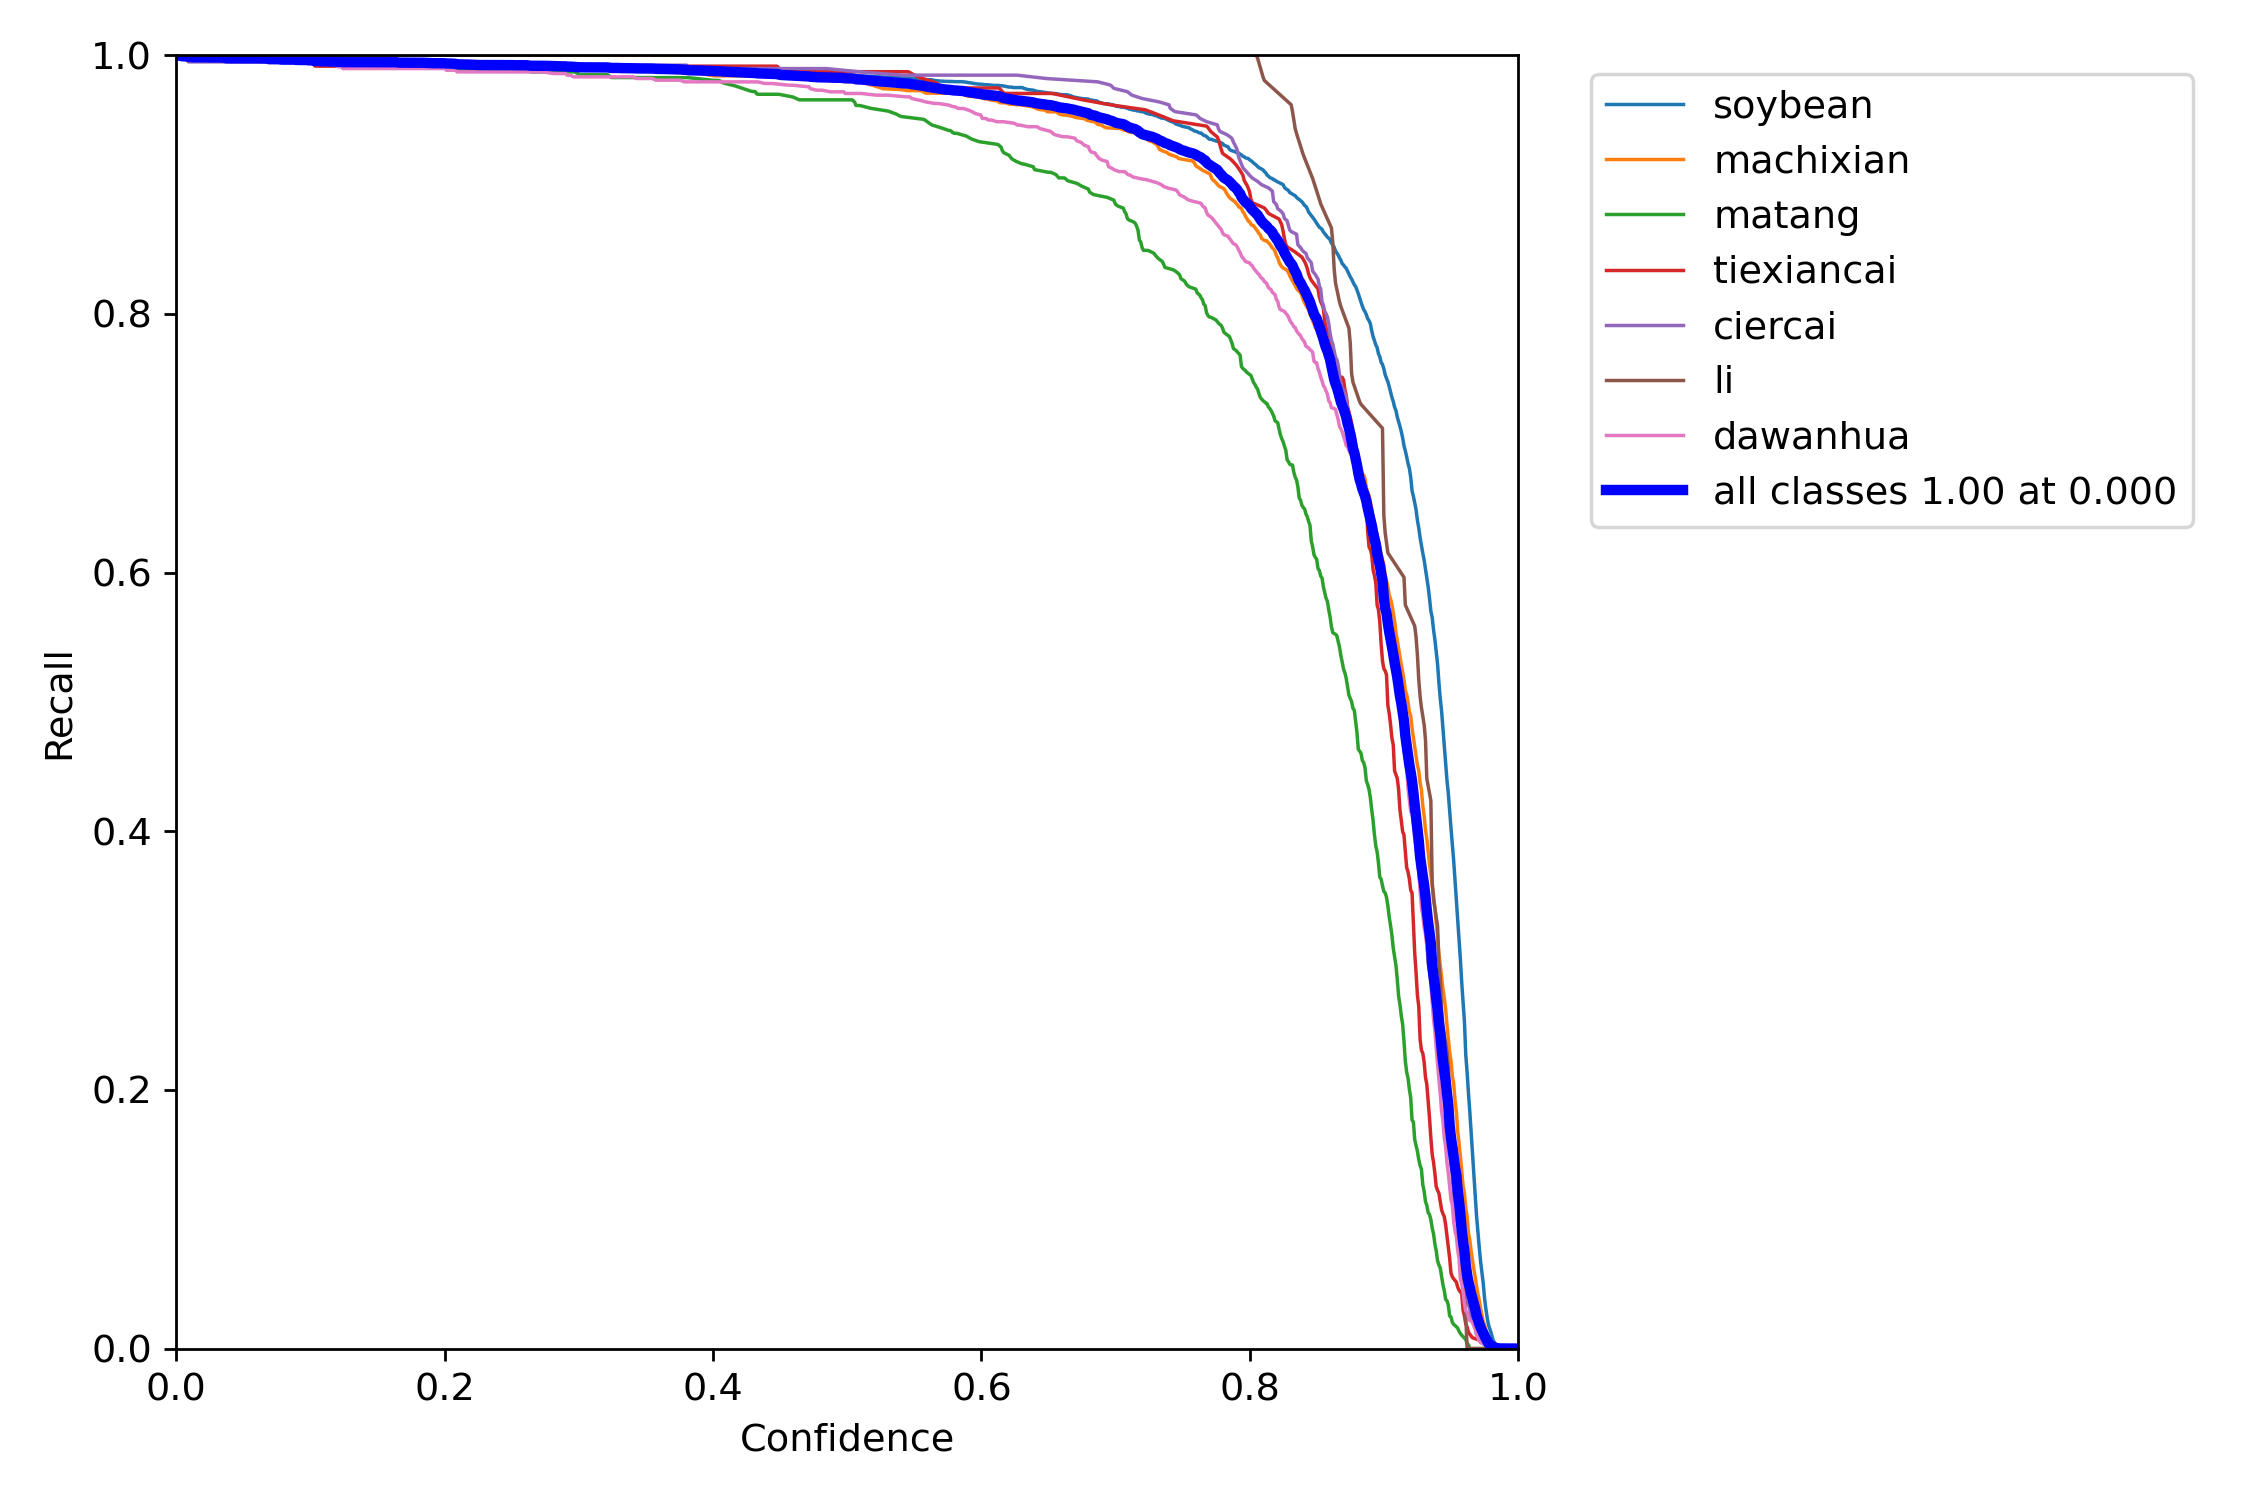 1.0
0.8
0.6
0.4
0.2
0.0
Recall
0.0 0.2 0.4 0.6 0.8 1.0
Confidence
soybean
machixian
matang
tiexiancai
ciercai
li
dawanhua
all classes 1.00 at 0.000